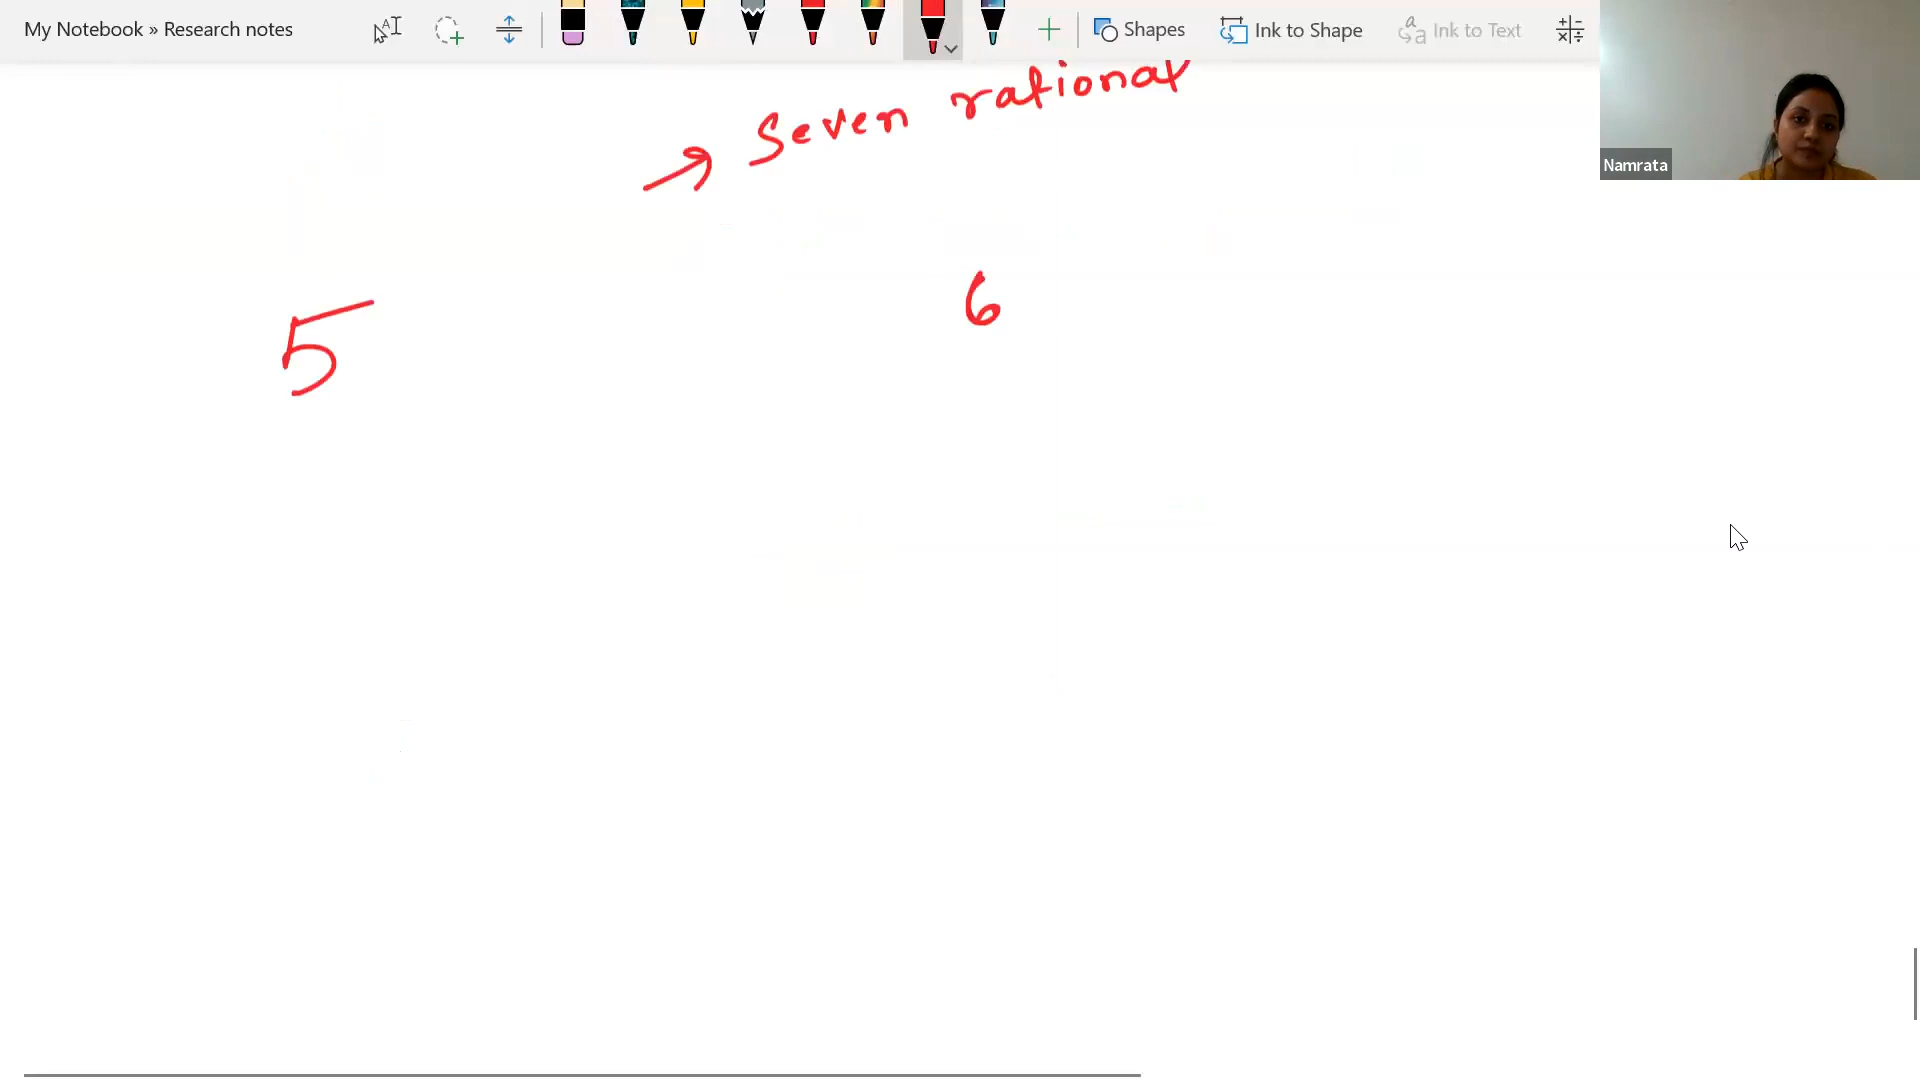 My Notebook » Research notes
Shapes
Ink to Shape
Ink to Text
Namrata
→ Seven rational
5 6